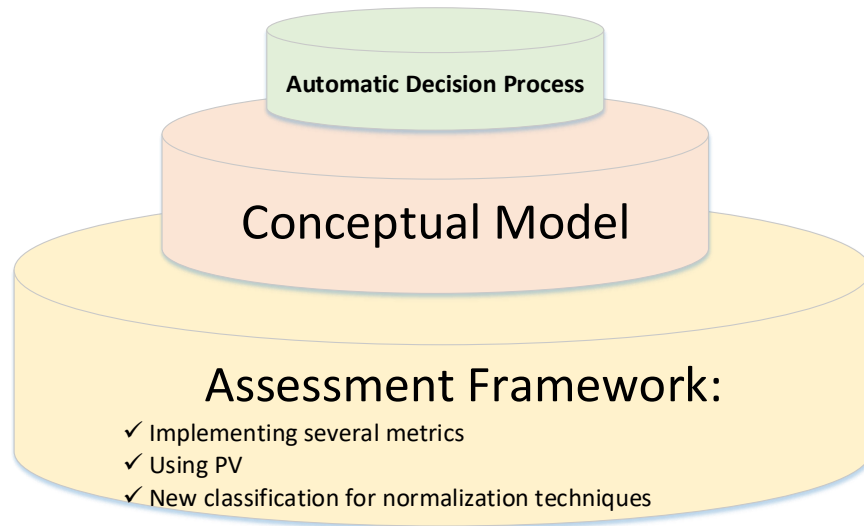 Automatic Decision Process
Conceptual Model
Assessment Framework:
✓ Implementing several metrics
✓ Using PV
✓ New classification for normalization techniques